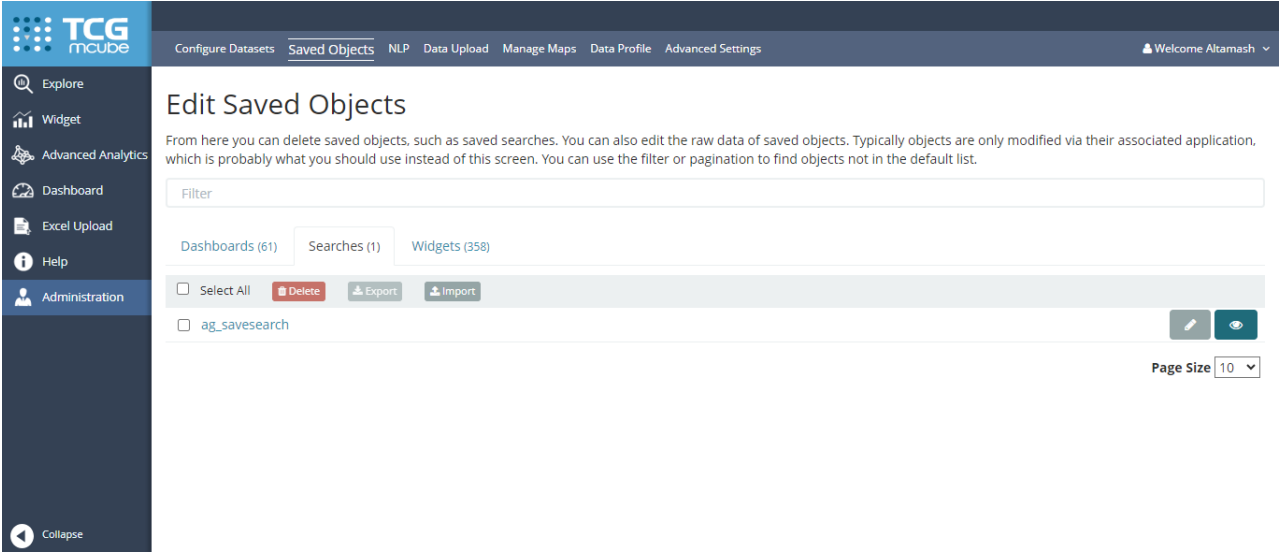 TCG
mcube
Configure Datasets Saved Objects NLP Data Upload Manage Maps Data Profile Advanced Settings Welcome Altamash
Explore
Widget
Advanced Analytics
Dashboard
Excel Upload
Help
Administration
Collapse
Edit Saved Objects
From here you can delete saved objects, such as saved searches. You can also edit the raw data of saved objects. Typically objects are only modified via their associated application,
which is probably what you should use instead of this screen. You can use the filter or pagination to find objects not in the default list.
Filter
Dashboards (61) Searches (1) Widgets (358)
Select All Delete Export Import
ag_savesearch
Page Size 10